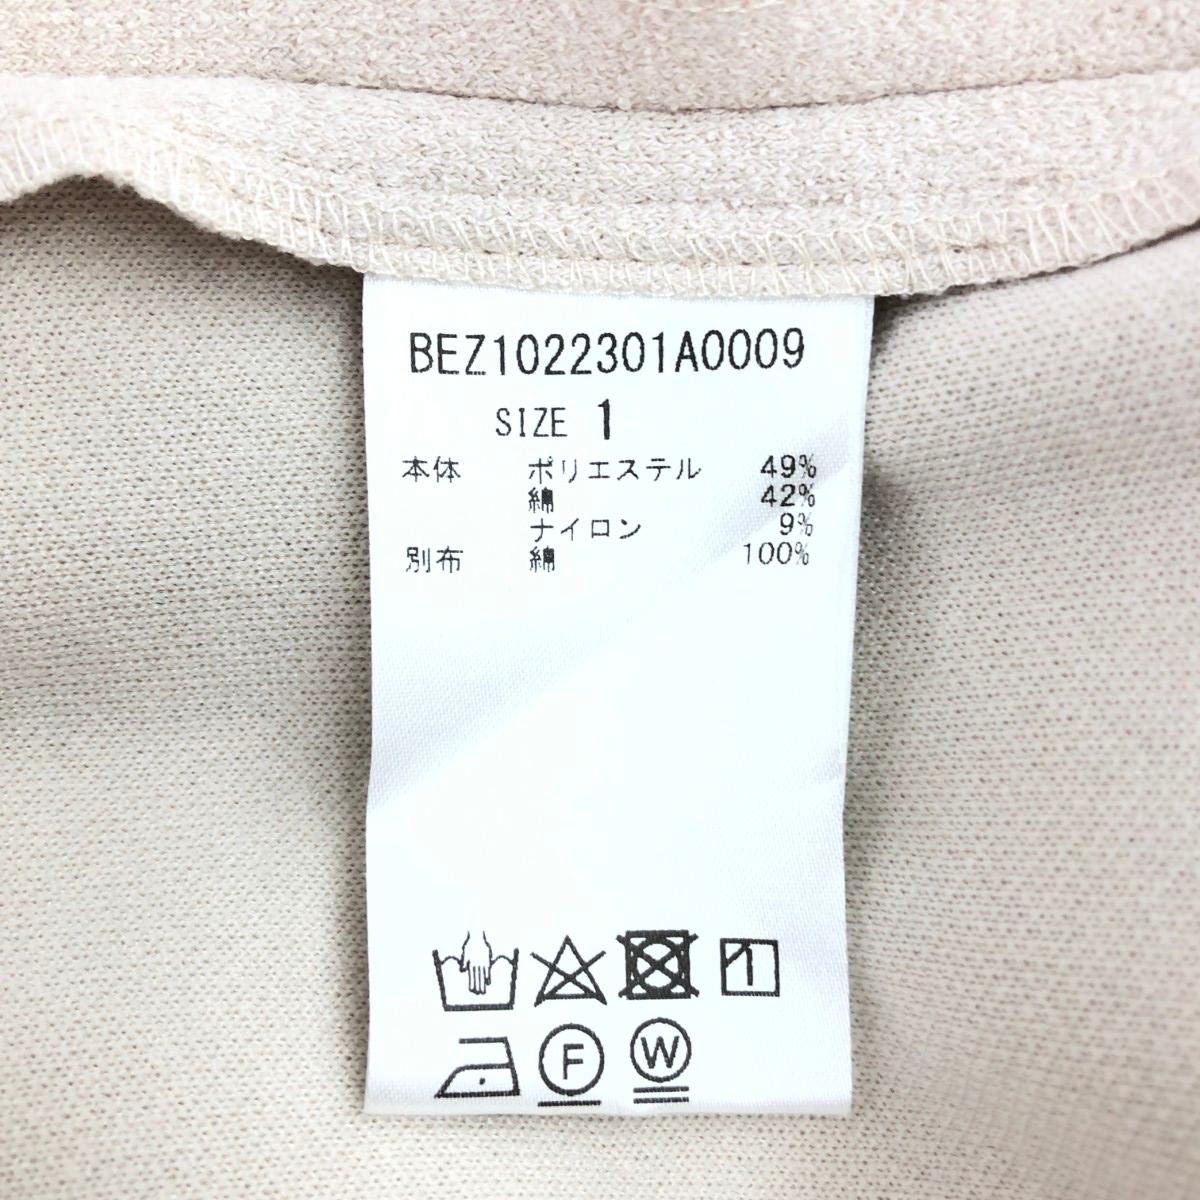 BEZ1022301A0009
SIZE 1
本体 ポリエステル 49%
綿 42%
ナイロン 9%
別布 綿 100%
F W